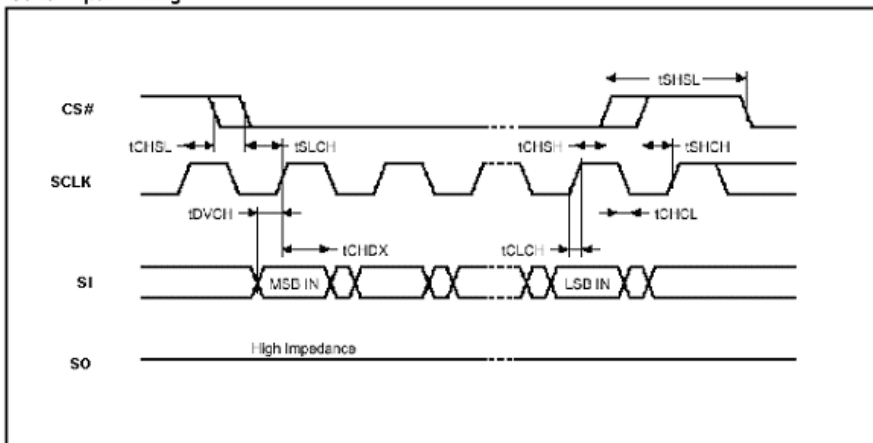 tSHSL
CS#
tCHSL
tSLCH
tCHSH
tSHCH
SCLK
tDVCH
tCHCL
tCHDX
tCLCH
SI
MSB IN
LSB IN
High Impedance
SO